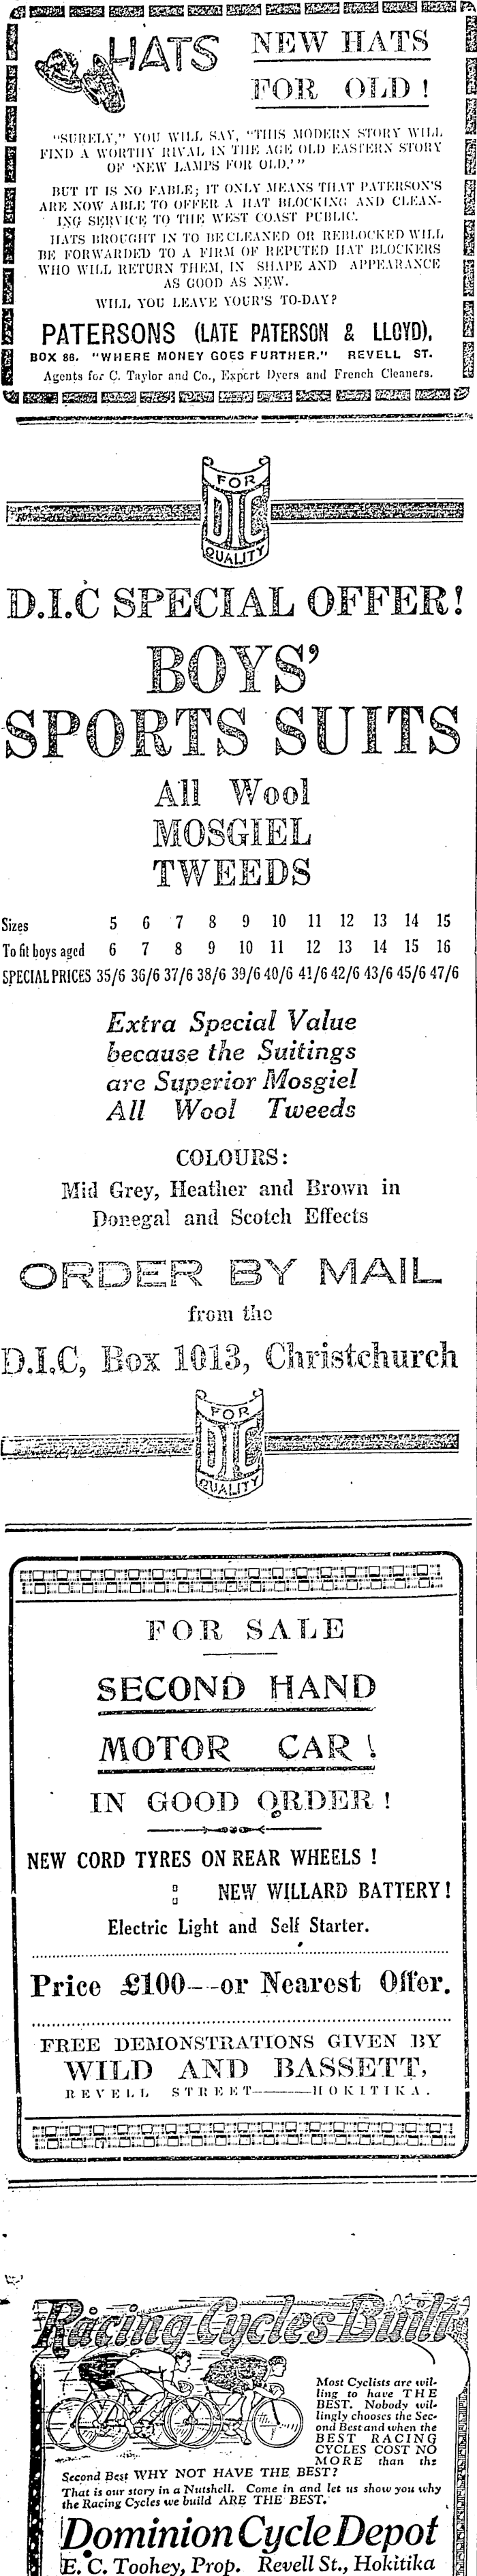 HATS
NEW HATS
FOR OLD!
"SURELY," YOU WILL SAY, "THIS MODERN STORY WILL
FIND A WORTHY RIVAL IN THE AGE OLD EASTERN STORY
OF 'NEW LAMPS FOR OLD.'"
BUT IT IS NO FABLE; IT ONLY MEANS THAT PATERSON'S
ARE NOW ABLE TO OFFER A HAT BLOCKING AND CLEAN-
ING SERVICE TO THE WEST COAST PUBLIC.
HATS BROUGHT IN TO BE CLEANED OR REBLOCKED WILL
BE FORWARDED TO A FIRM OF REPUTED HAT BLOCKERS
WHO WILL RETURN THEM, IN SHAPE AND APPEARANCE
AS GOOD AS NEW.
WILL YOU LEAVE YOUR'S TO-DAY?
PATERSONS (LATE PATERSON & LLOYD),
BOX 86. "WHERE MONEY GOES FURTHER." REVELL ST.
Agents for C. Taylor and Co., Expert Dyers and French Cleaners.
FOR
DIC
QUALITY
D.I.C SPECIAL OFFER!
BOYS'
SPORTS SUITS
All Wool
MOSGIEL
TWEEDS
Sizes 5 6 7 8 9 10 11 12 13 14 15
To fit boys aged 6 7 8 9 10 11 12 13 14 15 16
SPECIAL PRICES 35/6 36/6 37/6 38/6 39/6 40/6 41/6 42/6 43/6 45/6 47/6
Extra Special Value
because the Suitings
are Superior Mosgiel
All Wool Tweeds
COLOURS:
Mid Grey, Heather and Brown in
Donegal and Scotch Effects
ORDER BY MAIL
from the
D.I.C, Box 1013, Christchurch
FOR
DIC
QUALITY
FOR SALE
SECOND HAND
MOTOR CAR!
IN GOOD ORDER!
NEW CORD TYRES ON REAR WHEELS!
NEW WILLARD BATTERY!
Electric Light and Self Starter.
Price £100--or Nearest Offer.
FREE DEMONSTRATIONS GIVEN BY
WILD AND BASSETT,
REVELL STREET———HOKITIKA.
Racing Cycles Built
Most Cyclists are wil-
ling to have THE
BEST. Nobody wil-
lingly chooses the Sec-
ond Best and when the
BEST RACING
CYCLES COST NO
MORE than the
Second Best WHY NOT HAVE THE BEST?
That is our story in a Nutshell. Come in and let us show you why
the Racing Cycles we build ARE THE BEST.
Dominion Cycle Depot
E. C. Toohey, Prop. Revell St., Hokitika